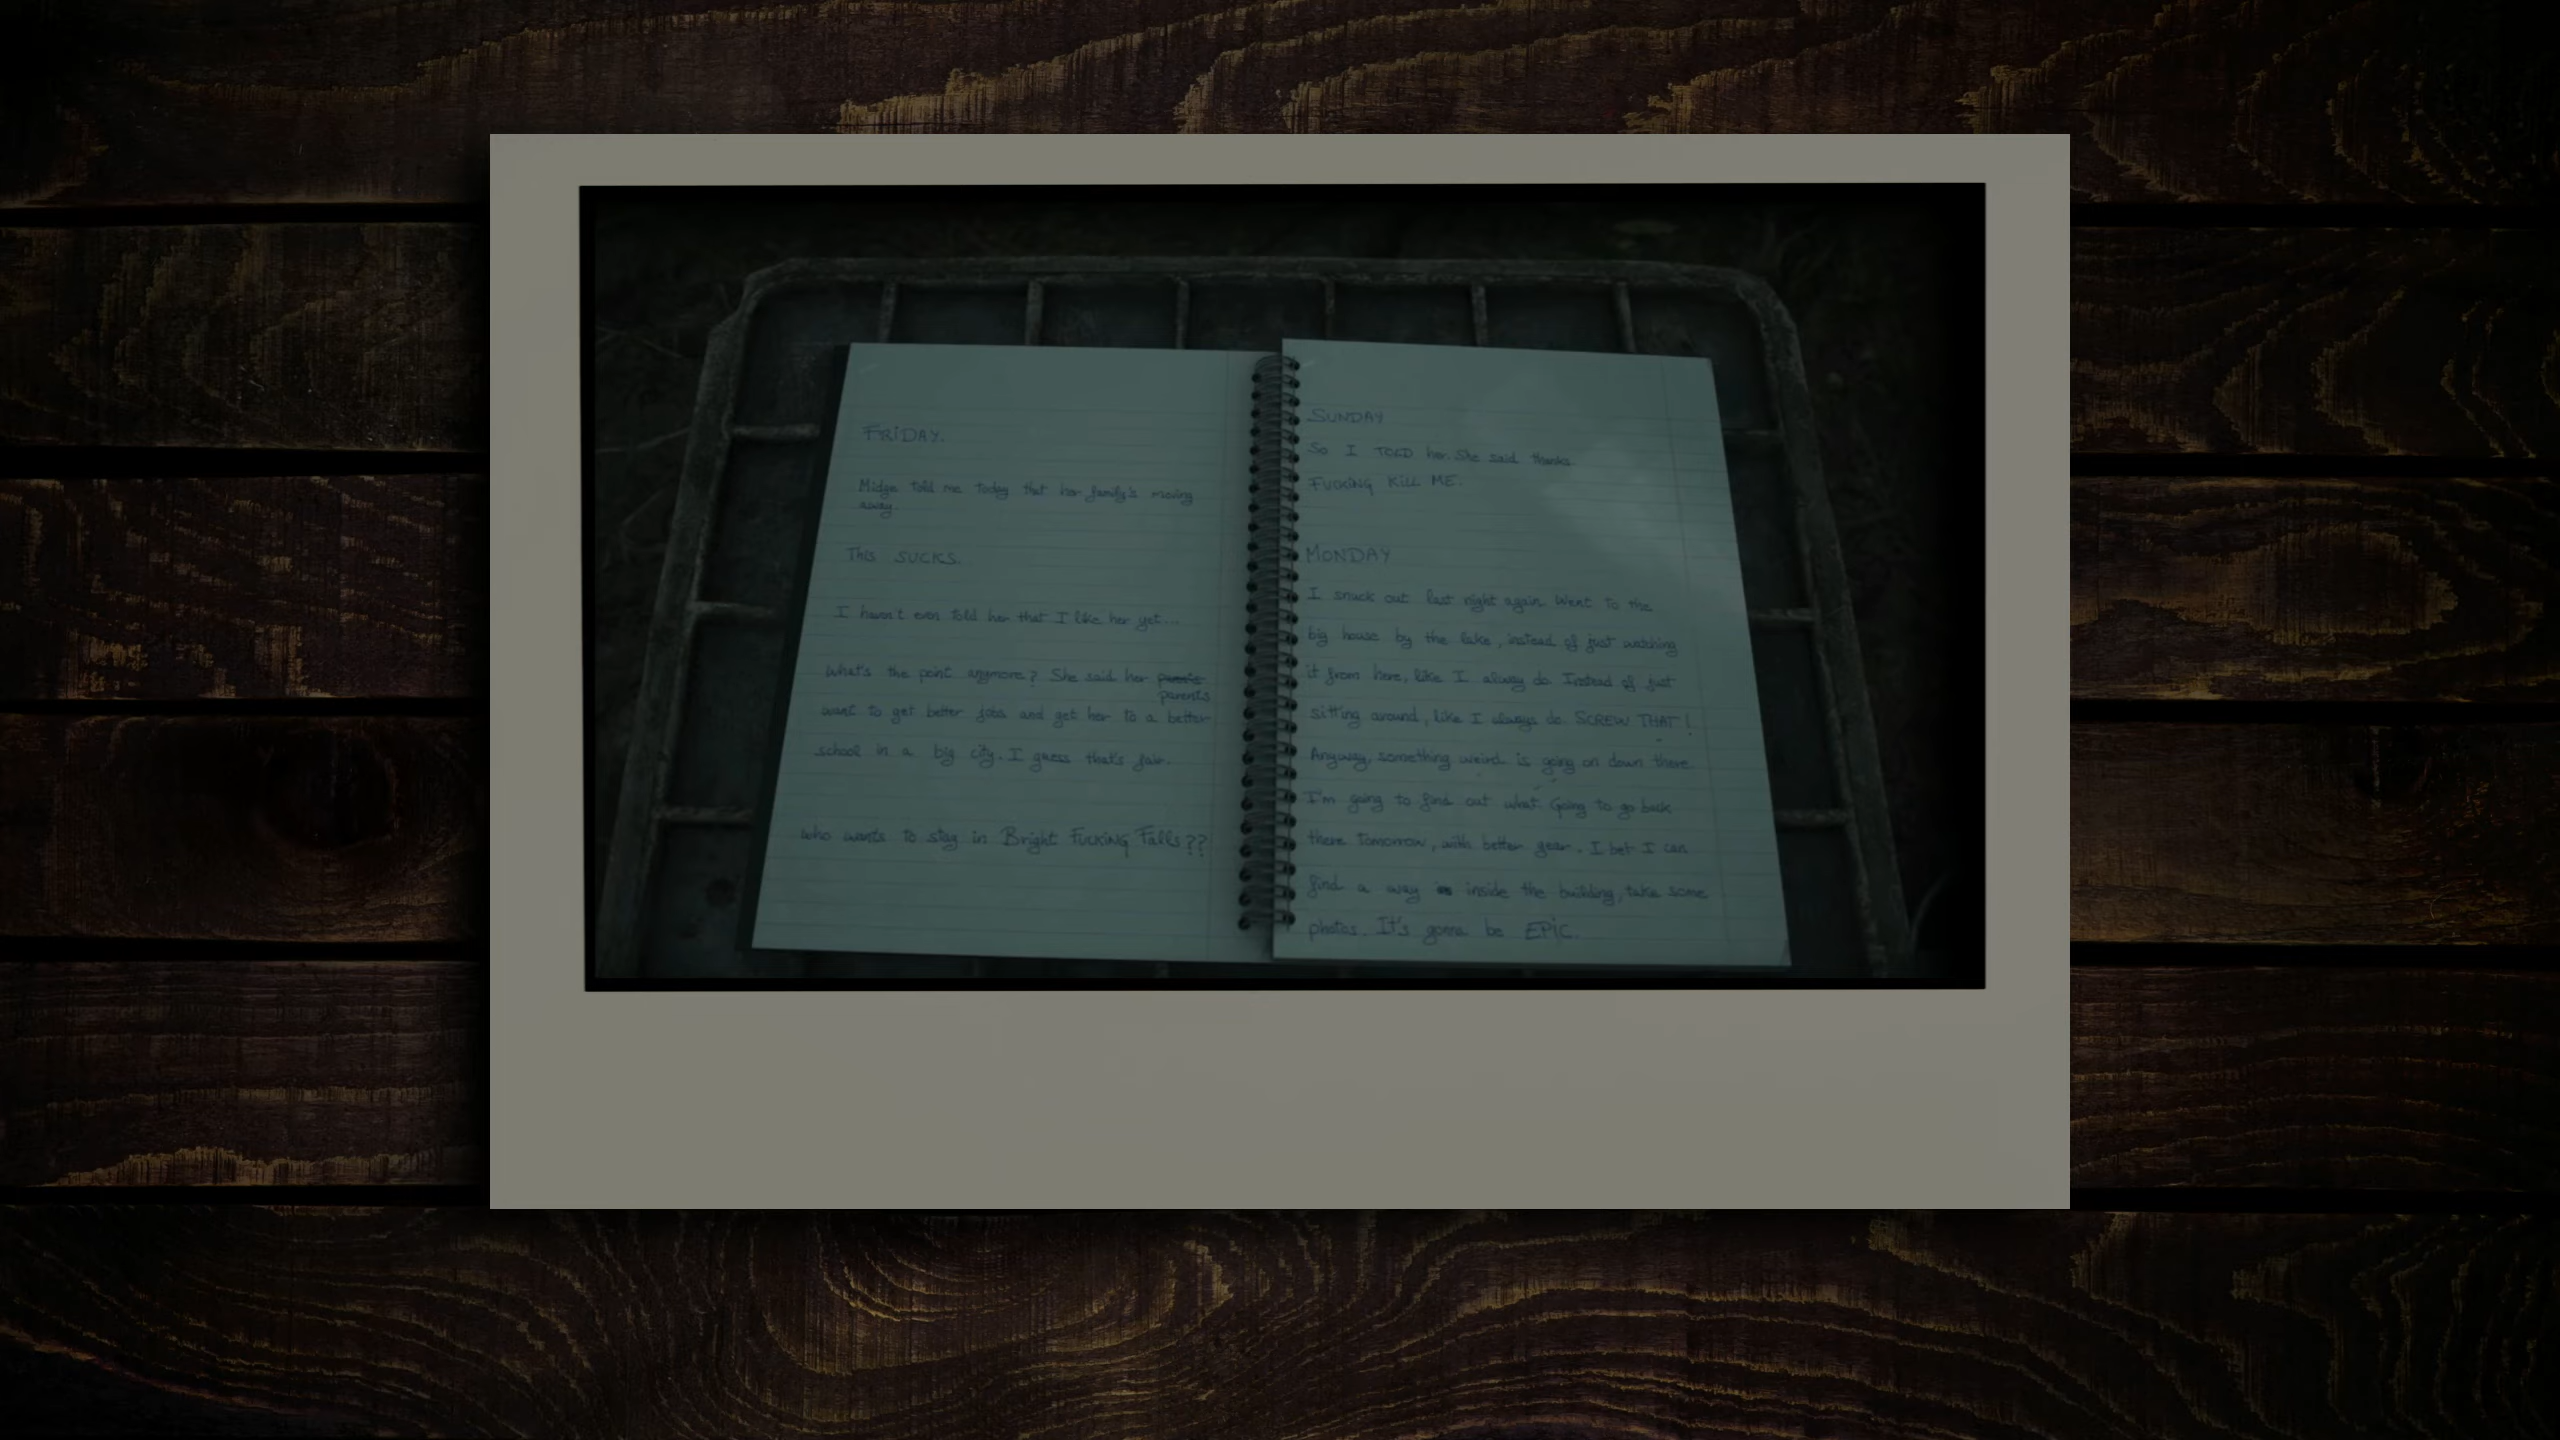 FRiDAY.
Midge told me today that her family's moving
away.
This SUCKS.
I haven't even told her that I like her yet...
what's the point anymore? She said her parents
parents
want to get better jobs and get her to a better
school in a big city. I guess that's fair.
who wants to stay in Bright FUCKiNG Falls??
SUNDAY
So I TOLD her. She said thanks.
FUCKiNG KiLL ME.
MONDAY
I snuck out last night again. Went to the
big house by the lake, instead of just watching
it from here, like I always do. Instead of just
sitting around, like I always do. SCREW THAT!
Anyway, something weird is going on down there.
I'm going to find out what. Going to go back
there tomorrow, with better gear. I bet I can
find a way inside the building, take some
photos. It's gonna be EPiC.